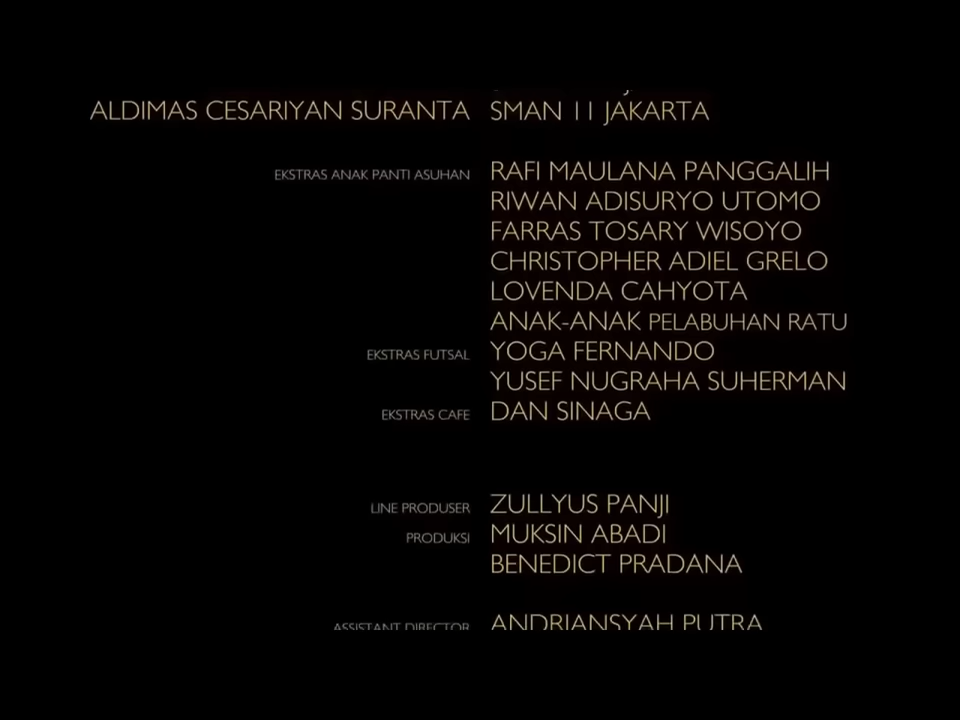 ALDIMAS CESARIYAN SURANTA SMAN 11 JAKARTA
EKSTRAS ANAK PANTI ASUHAN RAFI MAULANA PANGGALIH
RIWAN ADISURYO UTOMO
FARRAS TOSARY WISOYO
CHRISTOPHER ADIEL GRELO
LOVENDA CAHYOTA
ANAK-ANAK PELABUHAN RATU
EKSTRAS FUTSAL YOGA FERNANDO
YUSEF NUGRAHA SUHERMAN
EKSTRAS CAFE DAN SINAGA
LINE PRODUSER ZULLYUS PANJI
PRODUKSI MUKSIN ABADI
BENEDICT PRADANA
ASSISTANT DIRECTOR ANDRIANSYAH PUTRA